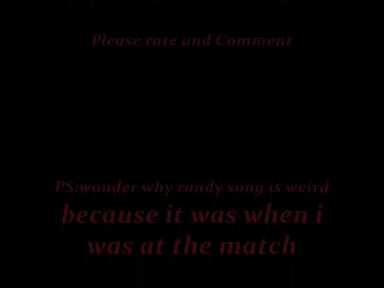 Please rate and Comment
PS:wonder why randy song is weird
because it was when i
was at the match